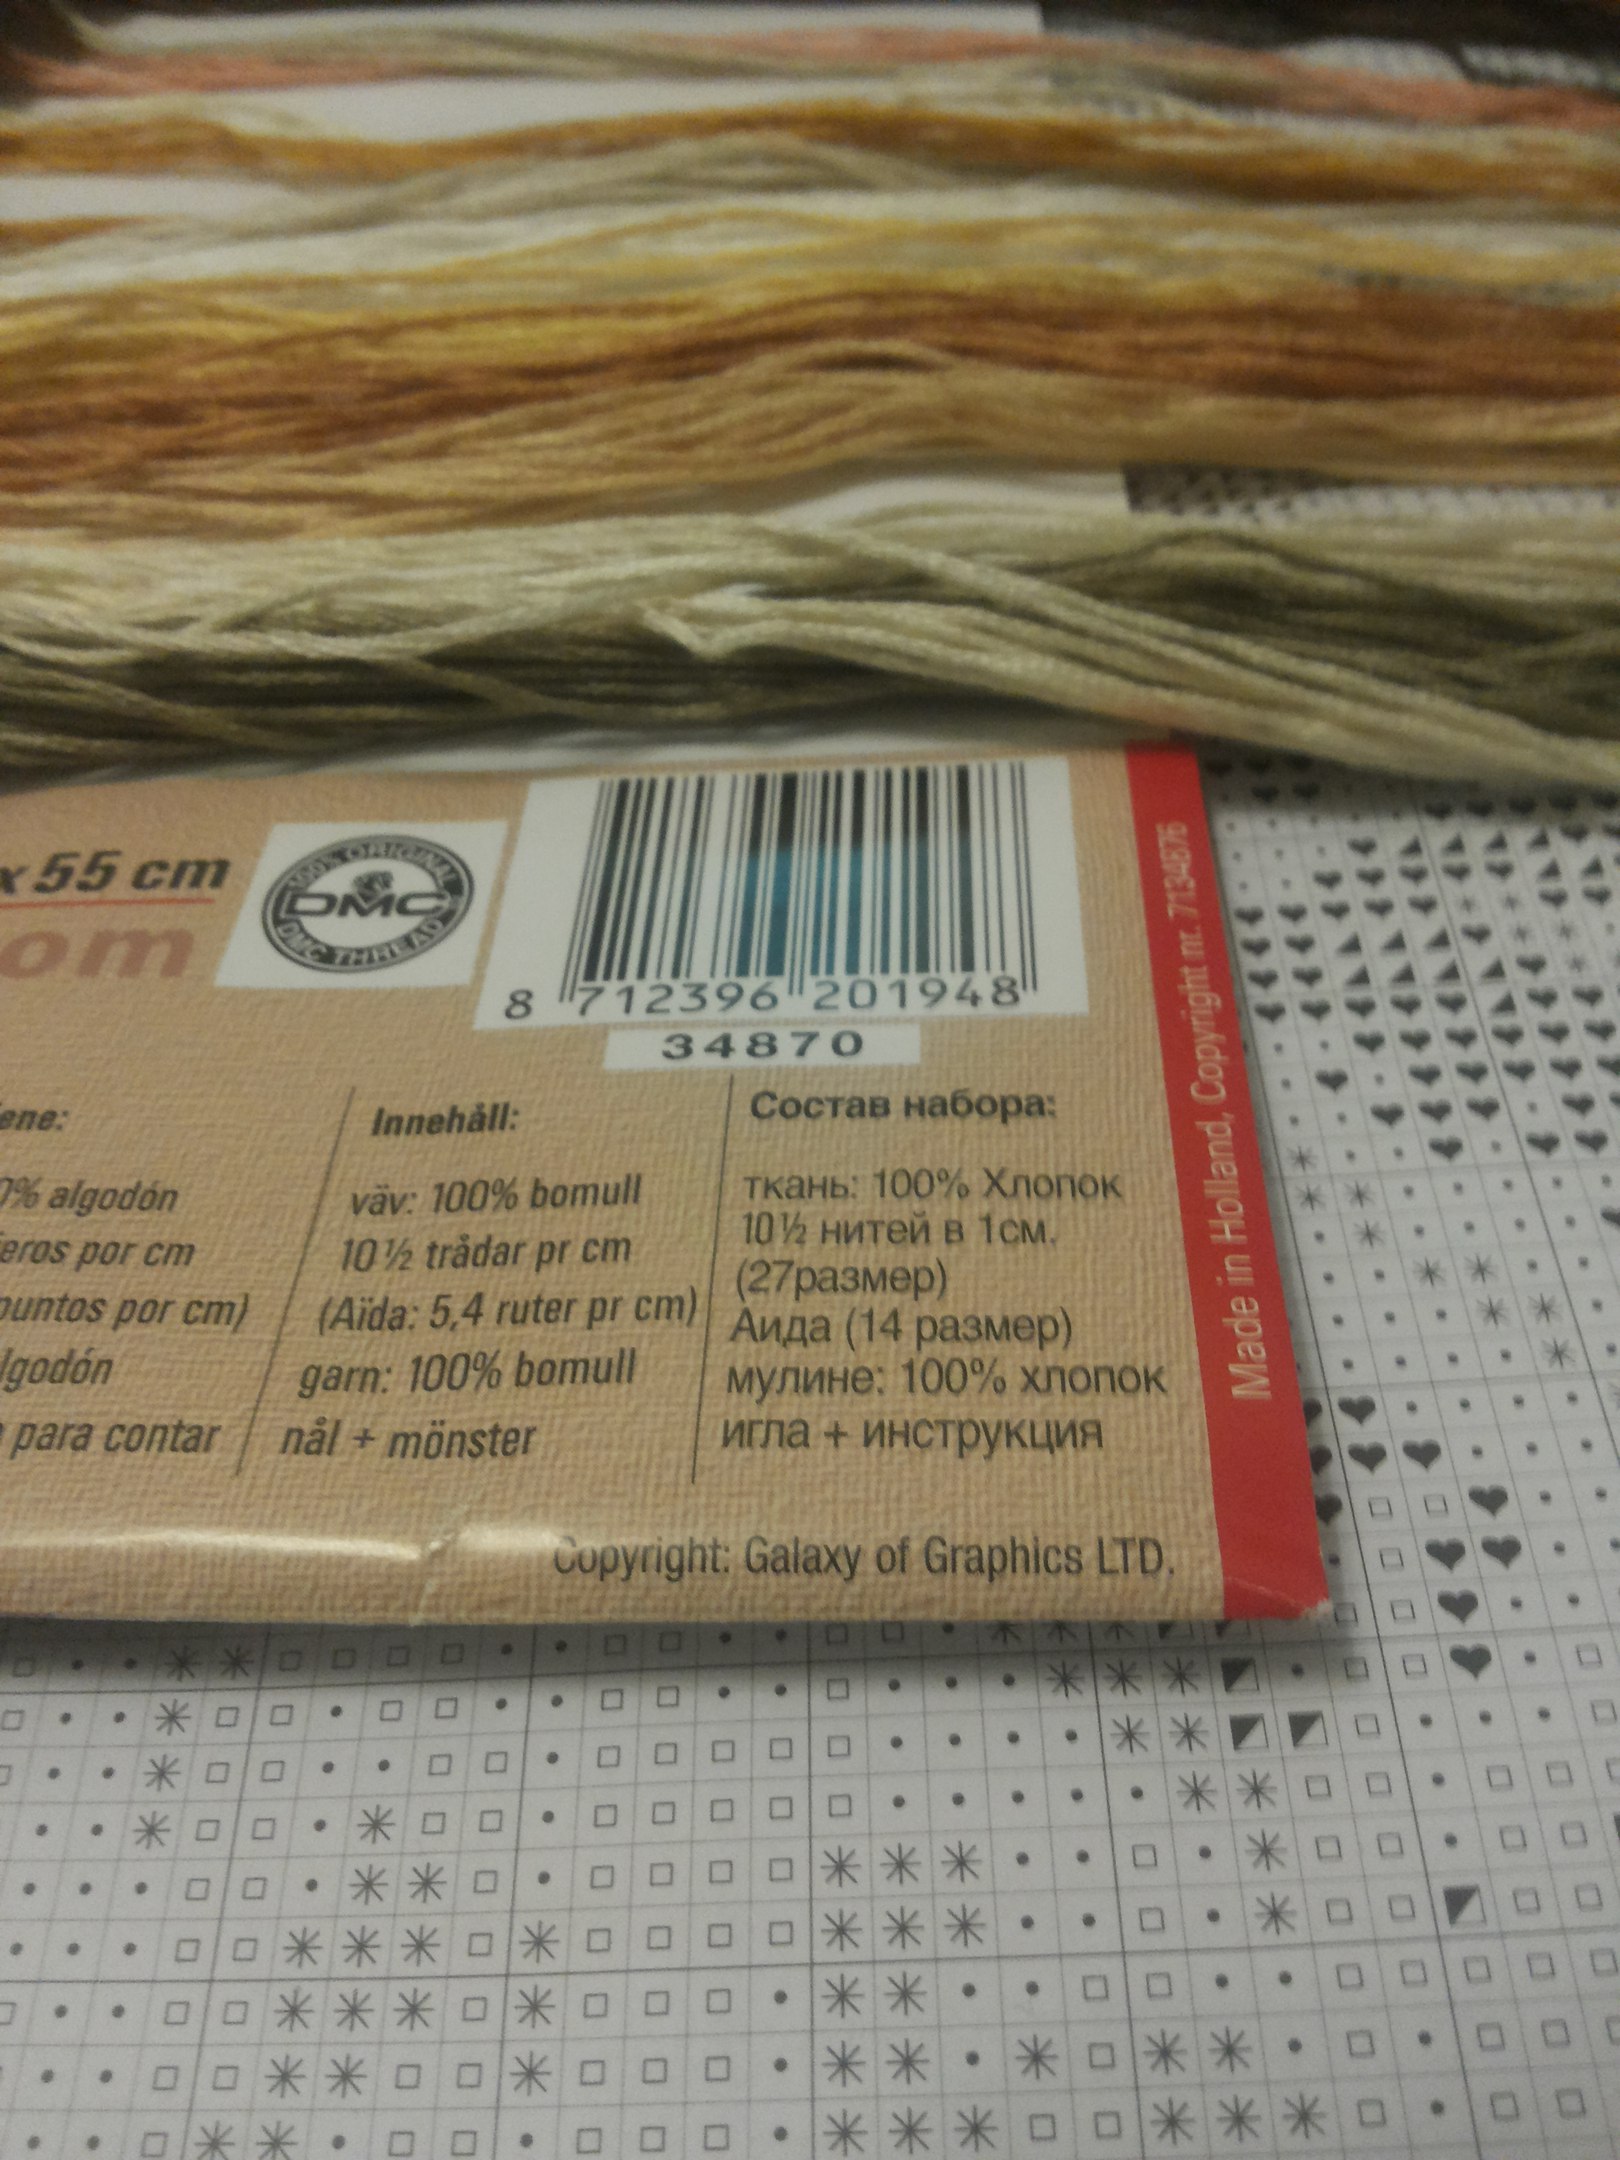 x 55 cm
om
100% ORIGINAL
DMC
DMC THREAD
8 712396 201948
34870
ene:
0% algodón
eros por cm
puntos por cm)
lgodón
para contar
Innehåll:
väv: 100% bomull
10½ trådar pr cm
(Aïda: 5,4 ruter pr cm)
garn: 100% bomull
nål + mönster
Состав набора:
ткань: 100% Хлопок
10½ нитей в 1см.
(27размер)
Аида (14 размер)
мулине: 100% хлопок
игла + инструкция
Copyright: Galaxy of Graphics LTD.
Made in Holland, Copyright nr. 7134876